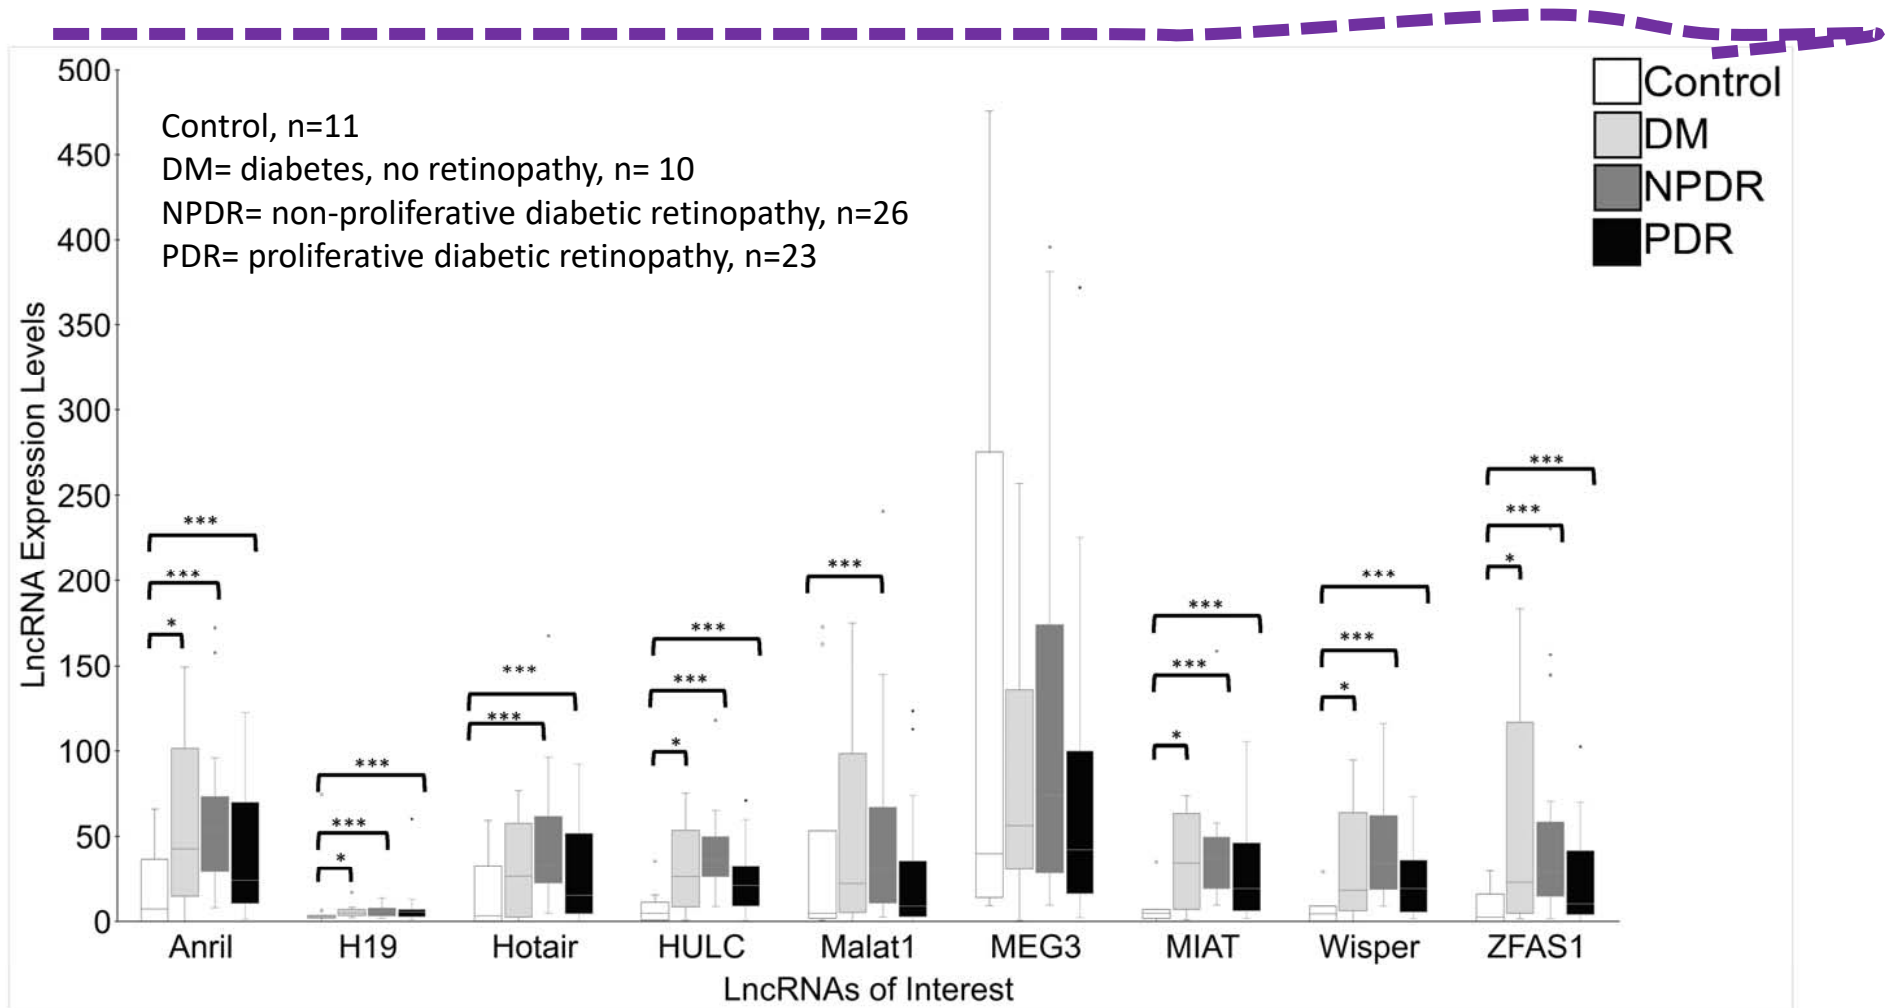 500
450
400
350
300
250
200
150
100
50
0
LncRNA Expression Levels
Control, n=11
DM= diabetes, no retinopathy, n= 10
NPDR= non-proliferative diabetic retinopathy, n=26
PDR= proliferative diabetic retinopathy, n=23
Control
DM
NPDR
PDR
***
***
*
***
***
*
***
***
***
***
*
***
***
***
*
***
***
*
***
***
*
Anril H19 Hotair HULC Malat1 MEG3 MIAT Wisper ZFAS1
LncRNAs of Interest